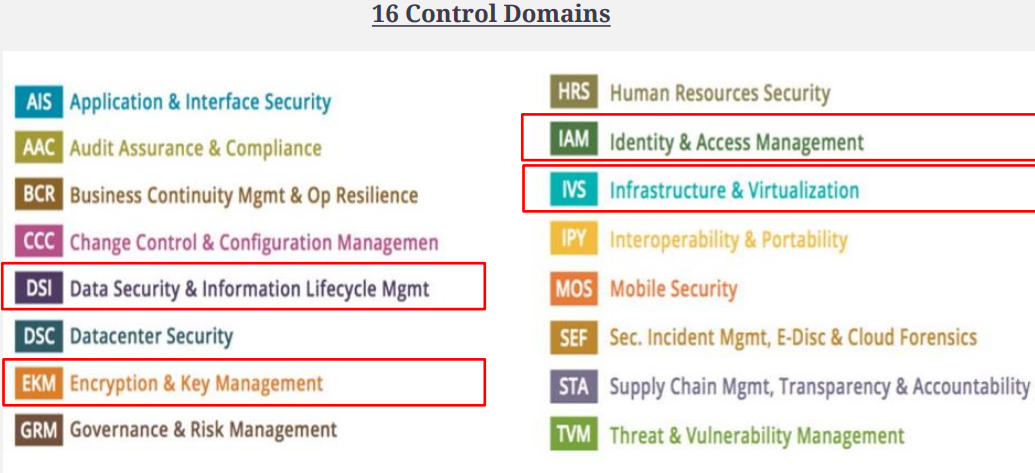 16 Control Domains
AIS Application & Interface Security
AAC Audit Assurance & Compliance
BCR Business Continuity Mgmt & Op Resilience
CCC Change Control & Configuration Managemen
DSI Data Security & Information Lifecycle Mgmt
DSC Datacenter Security
EKM Encryption & Key Management
GRM Governance & Risk Management
HRS Human Resources Security
IAM Identity & Access Management
IVS Infrastructure & Virtualization
IPY Interoperability & Portability
MOS Mobile Security
SEF Sec. Incident Mgmt, E-Disc & Cloud Forensics
STA Supply Chain Mgmt, Transparency & Accountability
TVM Threat & Vulnerability Management